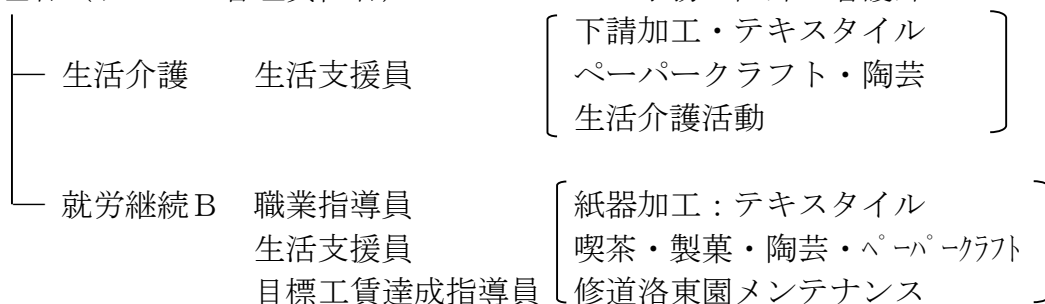 下請加工・テキスタイル
生活介護 生活支援員 ペーパークラフト・陶芸
生活介護活動
就労継続Ｂ 職業指導員 紙器加工：テキスタイル
生活支援員 喫茶・製菓・陶芸・ﾍﾟｰﾊﾟｰｸﾗﾌﾄ
目標工賃達成指導員 修道洛東園メンテナンス